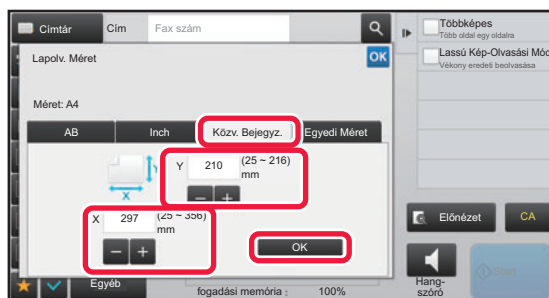 Címtár
Cím
Fax szám
Többképes
Több oldal egy oldalra
Lapolv. Méret
OK
Lassú Kép-Olvasási Mód
Vékony eredeti beolvasása
Méret: A4
AB
Inch
Közv. Bejegyz.
Egyedi Méret
Y
X
Y
210
(25 ~ 216)
mm
X
297
(25 ~ 356)
mm
OK
Előnézet
CA
Egyéb
fogadási memória :
100%
Hang-
szóró
Start